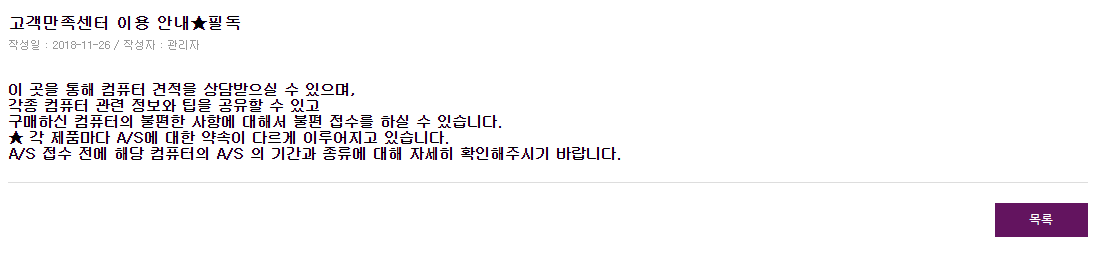 고객만족센터 이용 안내★필독
작성일 : 2018-11-26 / 작성자 : 관리자
이 곳을 통해 컴퓨터 견적을 상담받으실 수 있으며,
각종 컴퓨터 관련 정보와 팁을 공유할 수 있고
구매하신 컴퓨터의 불편한 사항에 대해서 불편 접수를 하실 수 있습니다.
★ 각 제품마다 A/S에 대한 약속이 다르게 이루어지고 있습니다.
A/S 접수 전에 해당 컴퓨터의 A/S 의 기간과 종류에 대해 자세히 확인해주시기 바랍니다.
목록